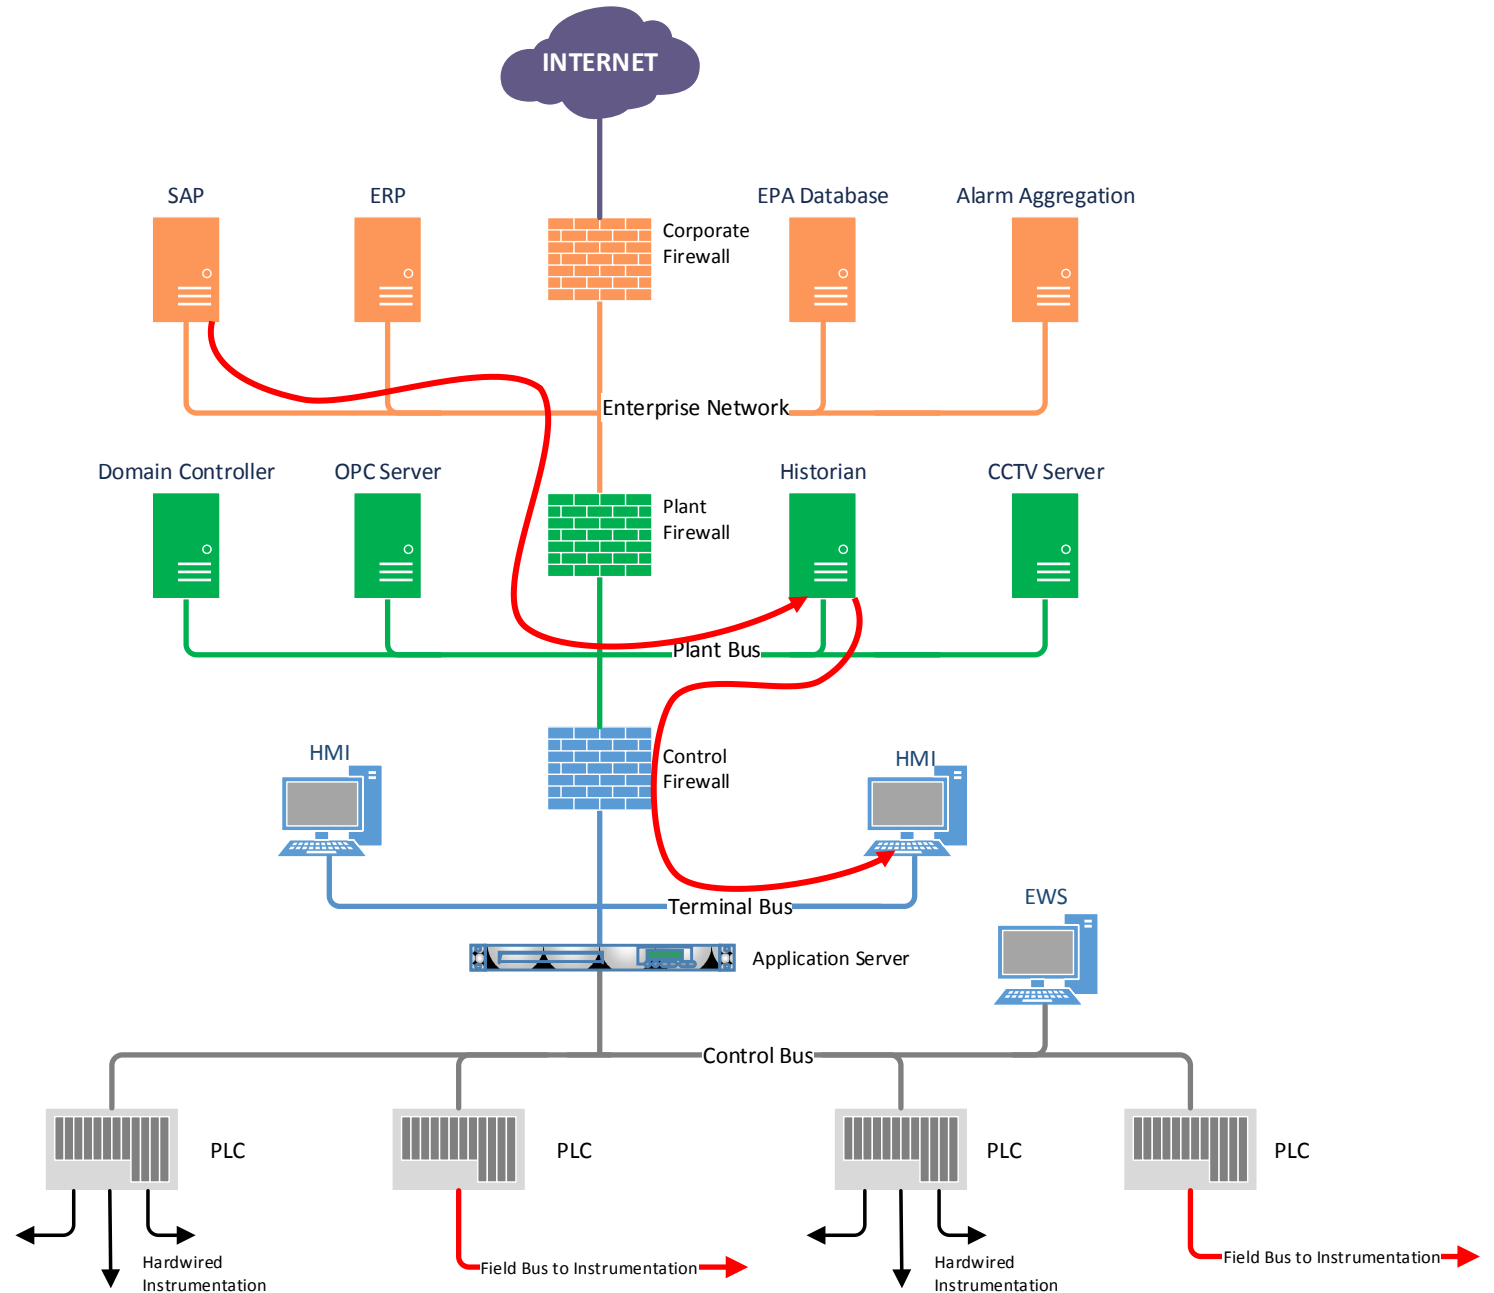 INTERNET
SAP
ERP
EPA Database
Alarm Aggregation
Corporate
Firewall
Enterprise Network
Domain Controller
OPC Server
Historian
CCTV Server
Plant
Firewall
Plant Bus
HMI
Control
Firewall
HMI
Terminal Bus
EWS
Application Server
Control Bus
PLC
PLC
PLC
PLC
Hardwired
Instrumentation
Field Bus to Instrumentation
Hardwired
Instrumentation
Field Bus to Instrumentation